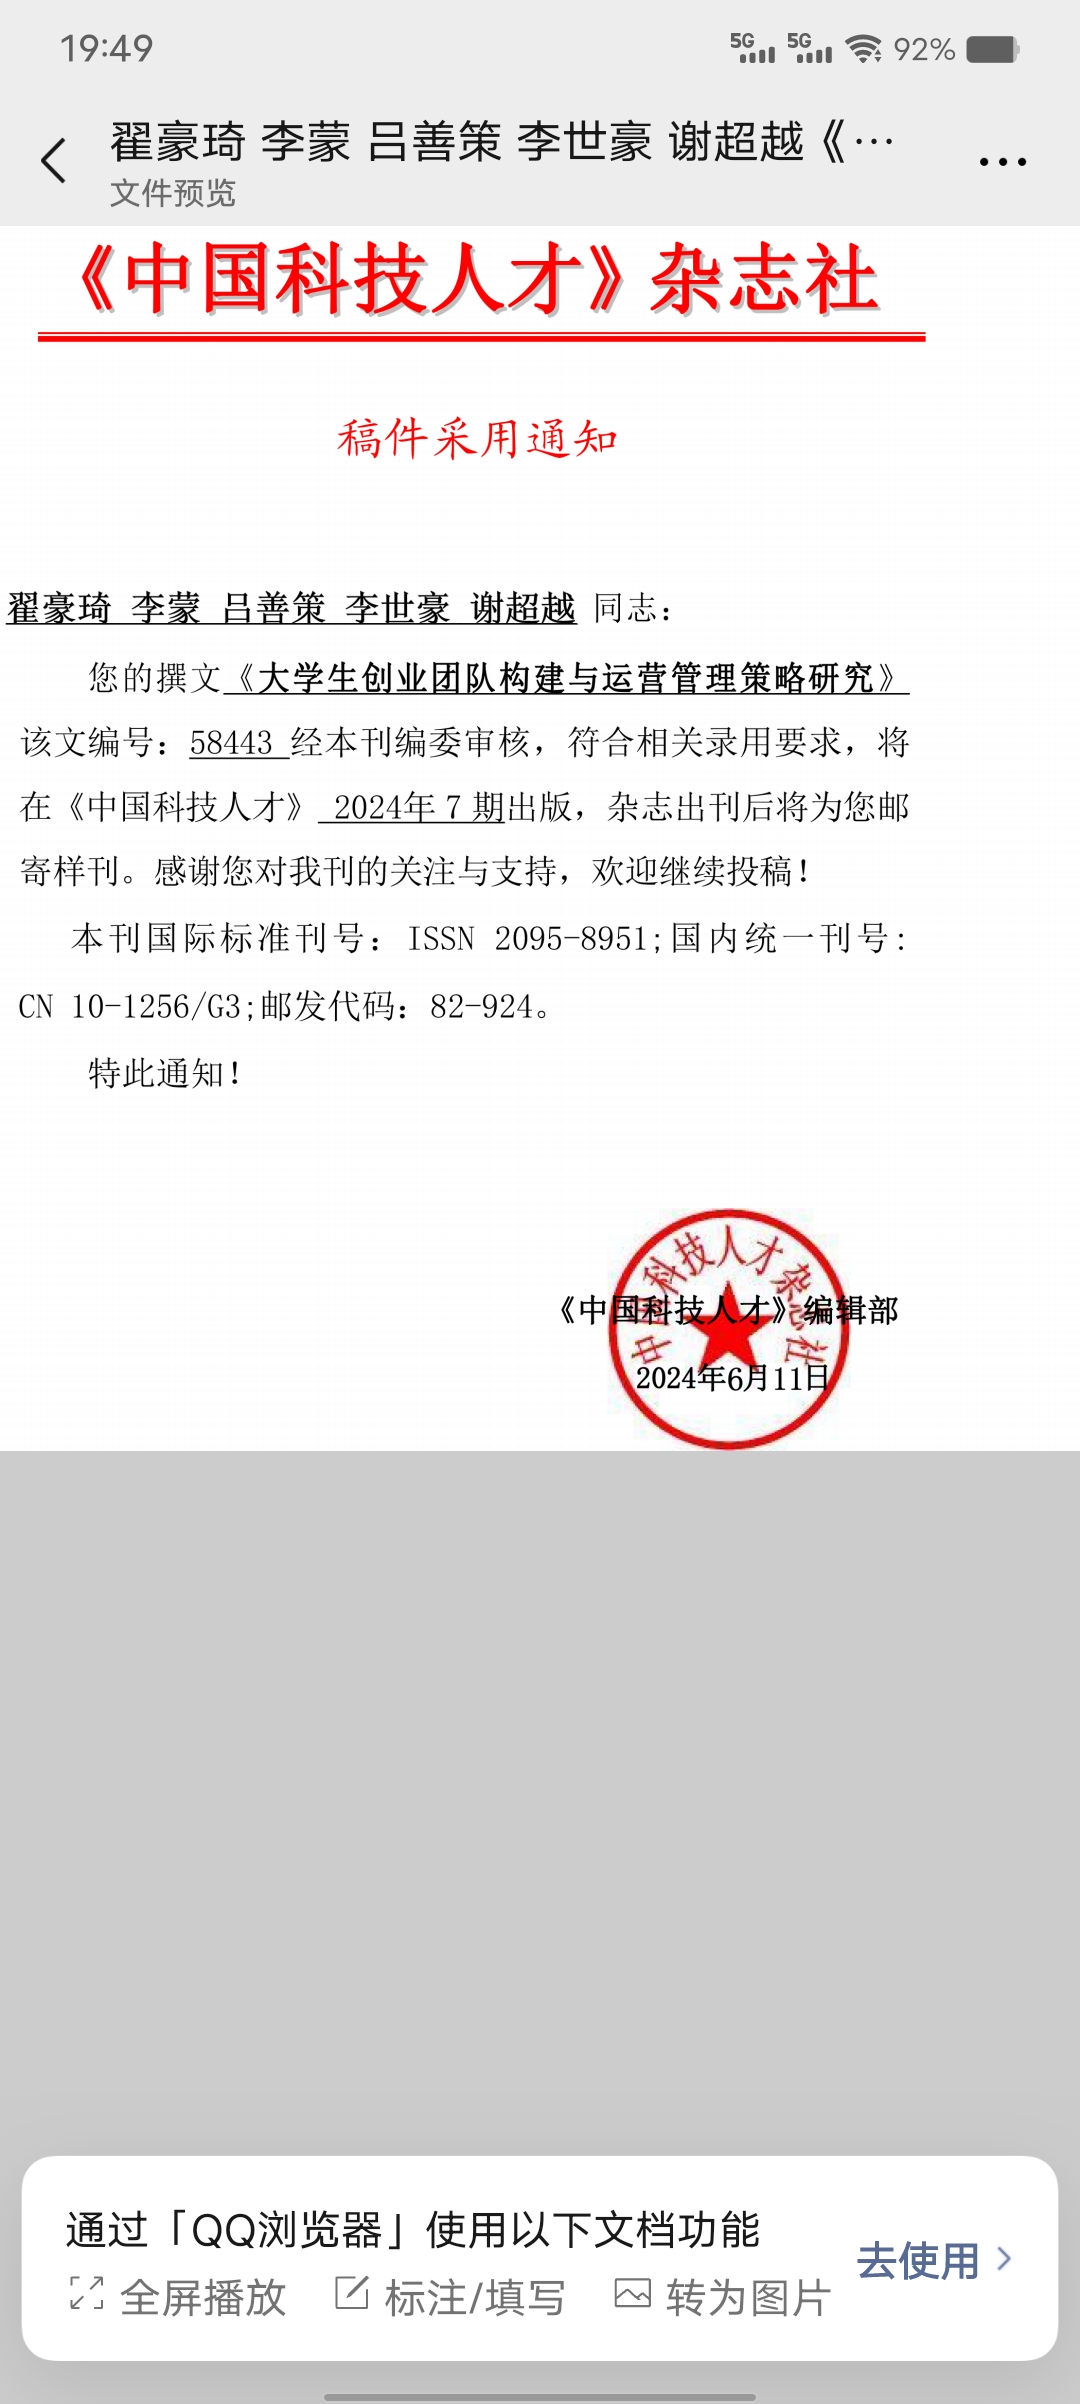 19:49
5G 5G 92%
翟豪琦 李蒙 吕善策 李世豪 谢超越《…
文件预览
《中国科技人才》杂志社
稿件采用通知
翟豪琦 李蒙 吕善策 李世豪 谢超越 同志：
您的撰文《大学生创业团队构建与运营管理策略研究》
该文编号：58443 经本刊编委审核，符合相关录用要求，将
在《中国科技人才》 2024年 7 期出版，杂志出刊后将为您邮
寄样刊。感谢您对我刊的关注与支持，欢迎继续投稿！
本刊国际标准刊号：ISSN 2095-8951;国内统一刊号：
CN 10-1256/G3;邮发代码：82-924。
特此通知！
中国科技人才杂志社
《中国科技人才》编辑部
2024年6月11日
通过「QQ浏览器」使用以下文档功能
去使用
全屏播放 标注/填写 转为图片